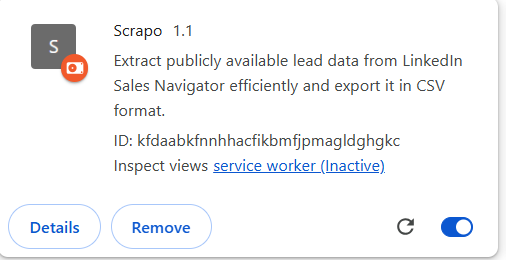 S
Scrapo 1.1
Extract publicly available lead data from LinkedIn
Sales Navigator efficiently and export it in CSV
format.
ID: kfdaabkfnnhhacfikbmfjpmagldghgkc
Inspect views service worker (Inactive)
Details
Remove